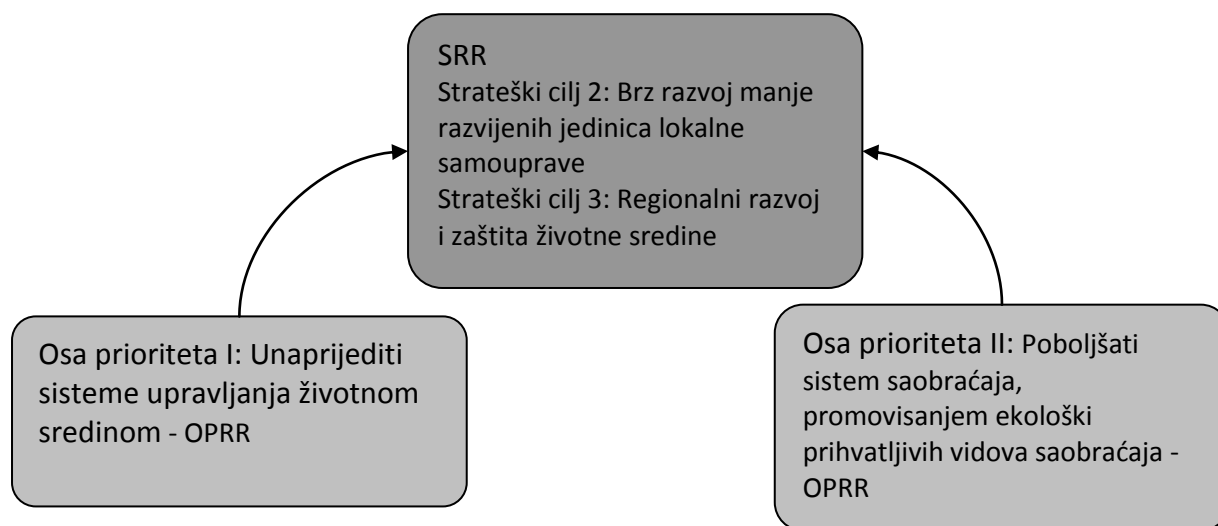 SRR
Strateški cilj 2: Brz razvoj manje
razvijenih jedinica lokalne
samouprave
Strateški cilj 3: Regionalni razvoj
i zaštita životne sredine
Osa prioriteta I: Unaprijediti
sisteme upravljanja životnom
sredinom - OPRR
Osa prioriteta II: Poboljšati
sistem saobraćaja,
promovisanjem ekološki
prihvatljivih vidova saobraćaja -
OPRR